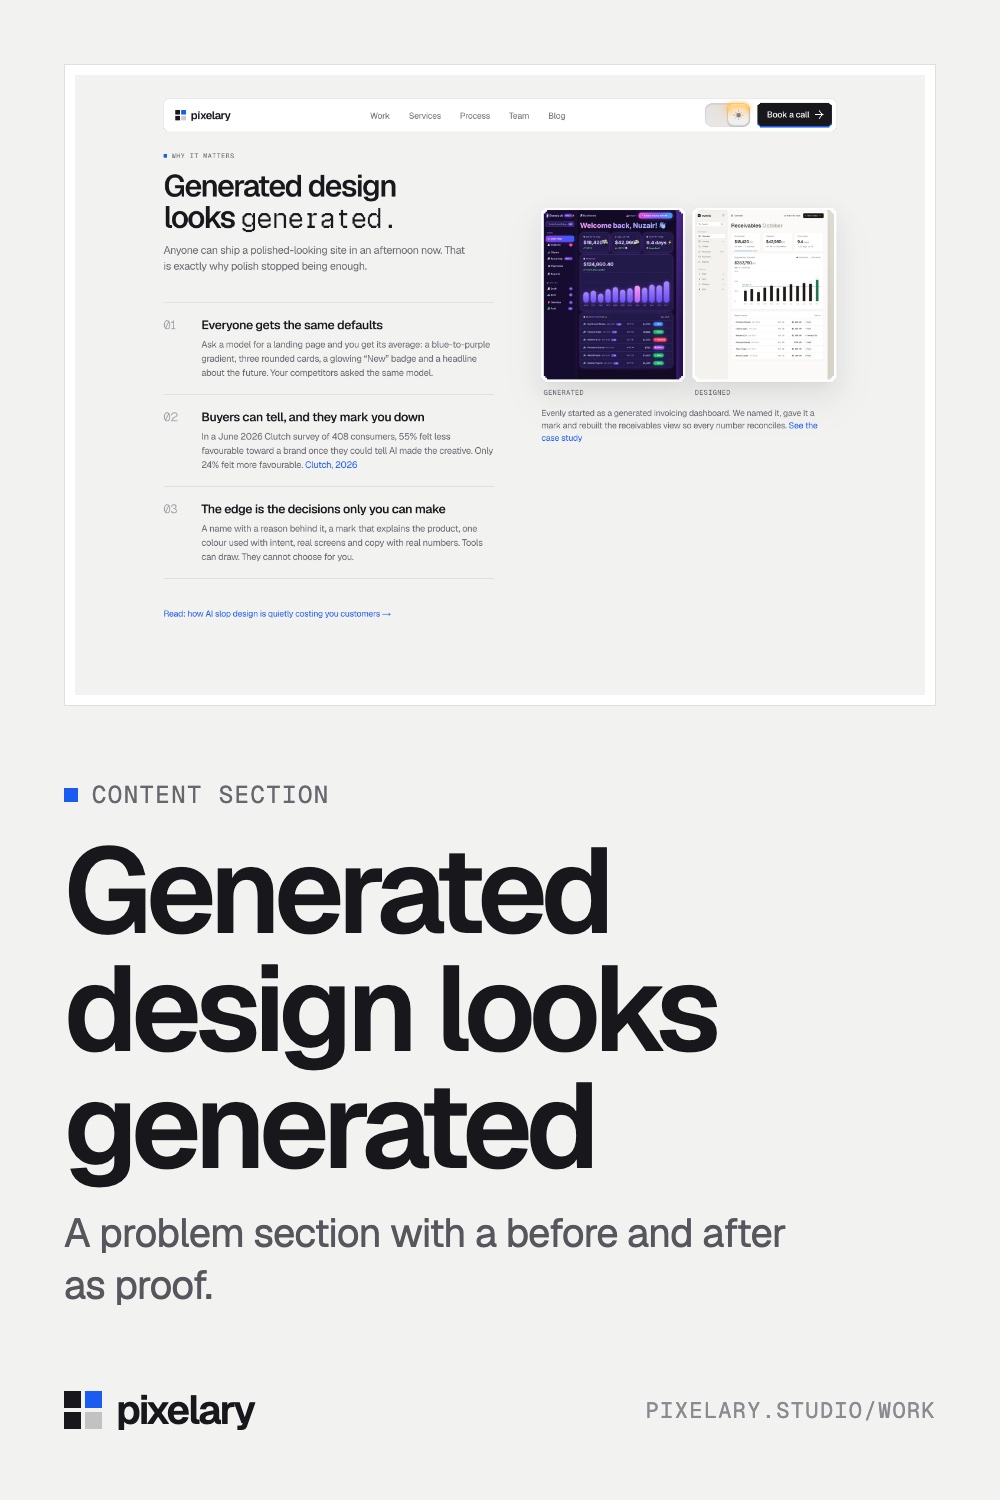 pixelary
Work Services Process Team Blog
Book a call →
WHY IT MATTERS
Generated design
looks generated.
Anyone can ship a polished-looking site in an afternoon now. That
is exactly why polish stopped being enough.
01 Everyone gets the same defaults
Ask a model for a landing page and you get its average: a blue-to-purple
gradient, three rounded cards, a glowing “New” badge and a headline
about the future. Your competitors asked the same model.
02 Buyers can tell, and they mark you down
In a June 2026 Clutch survey of 408 consumers, 55% felt less
favourable toward a brand once they could tell AI made the creative. Only
24% felt more favourable. Clutch, 2026
03 The edge is the decisions only you can make
A name with a reason behind it, a mark that explains the product, one
colour used with intent, real screens and copy with real numbers. Tools
can draw. They cannot choose for you.
Read: how AI slop design is quietly costing you customers →
Welcome back, Nuzair! 👋
$124,860.40
Receivables October
GENERATED
DESIGNED
Evenly started as a generated invoicing dashboard. We named it, gave it a
mark and rebuilt the receivables view so every number reconciles. See the
case study
CONTENT SECTION
Generated
design looks
generated
A problem section with a before and after
as proof.
pixelary
PIXELARY.STUDIO/WORK